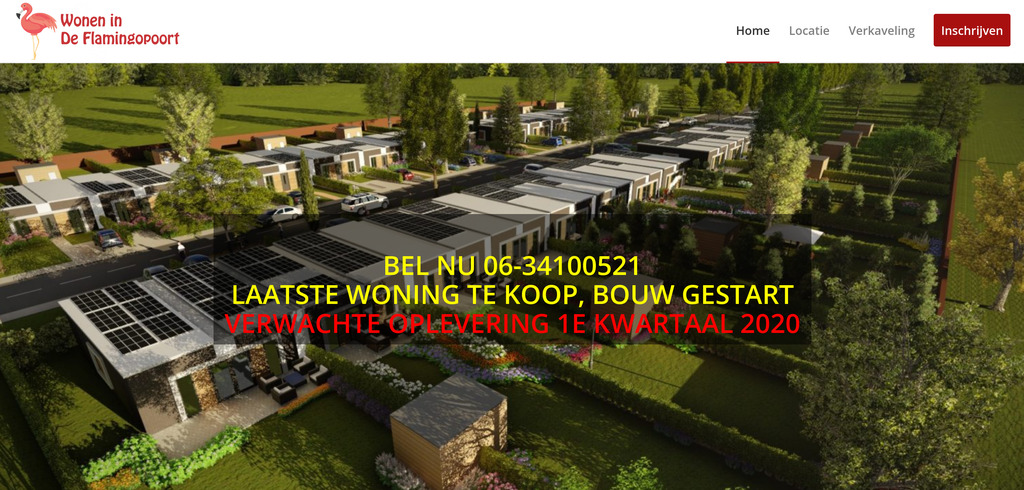 Wonen in
De Flamingopoort
Home
Locatie
Verkaveling
Inschrijven
BEL NU 06-34100521
LAATSTE WONING TE KOOP, BOUW GESTART
VERWACHTE OPLEVERING 1E KWARTAAL 2020